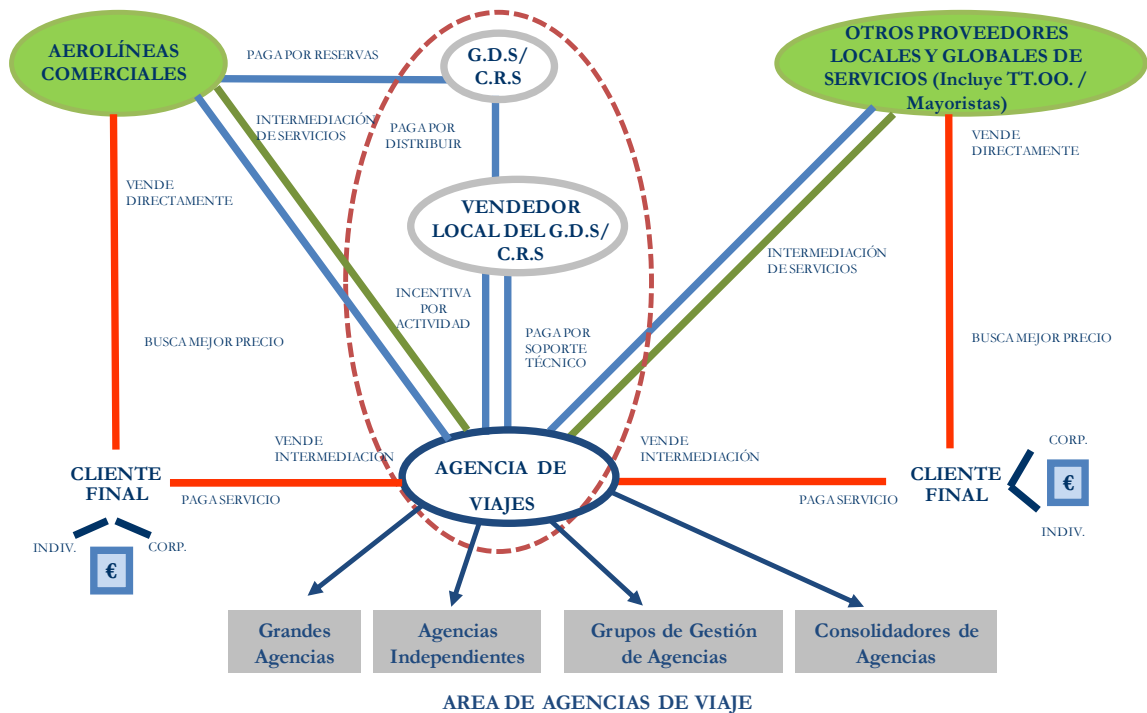 AEROLÍNEAS
COMERCIALES
PAGA POR RESERVAS
G.D.S/
C.R.S
OTROS PROVEEDORES
LOCALES Y GLOBALES DE
SERVICIOS (Incluye TT.OO. /
Mayoristas)
INTERMEDIACIÓN
DE SERVICIOS
PAGA POR
DISTRIBUIR
VENDE
DIRECTAMENTE
VENDE
DIRECTAMENTE
VENDEDOR
LOCAL DEL G.D.S/
C.R.S
INTERMEDIACIÓN
DE SERVICIOS
INCENTIVA
POR
ACTIVIDAD
PAGA POR
SOPORTE
TÉCNICO
BUSCA MEJOR PRECIO
BUSCA MEJOR PRECIO
CLIENTE
FINAL
VENDE
INTERMEDIACIÓN
PAGA SERVICIO
AGENCIA DE
VIAJES
VENDE
INTERMEDIACIÓN
PAGA SERVICIO
CLIENTE
FINAL
CORP.
€
INDIV.
INDIV.
CORP.
€
Grandes
Agencias
Agencias
Independientes
Grupos de Gestión
de Agencias
Consolidadores de
Agencias
AREA DE AGENCIAS DE VIAJE